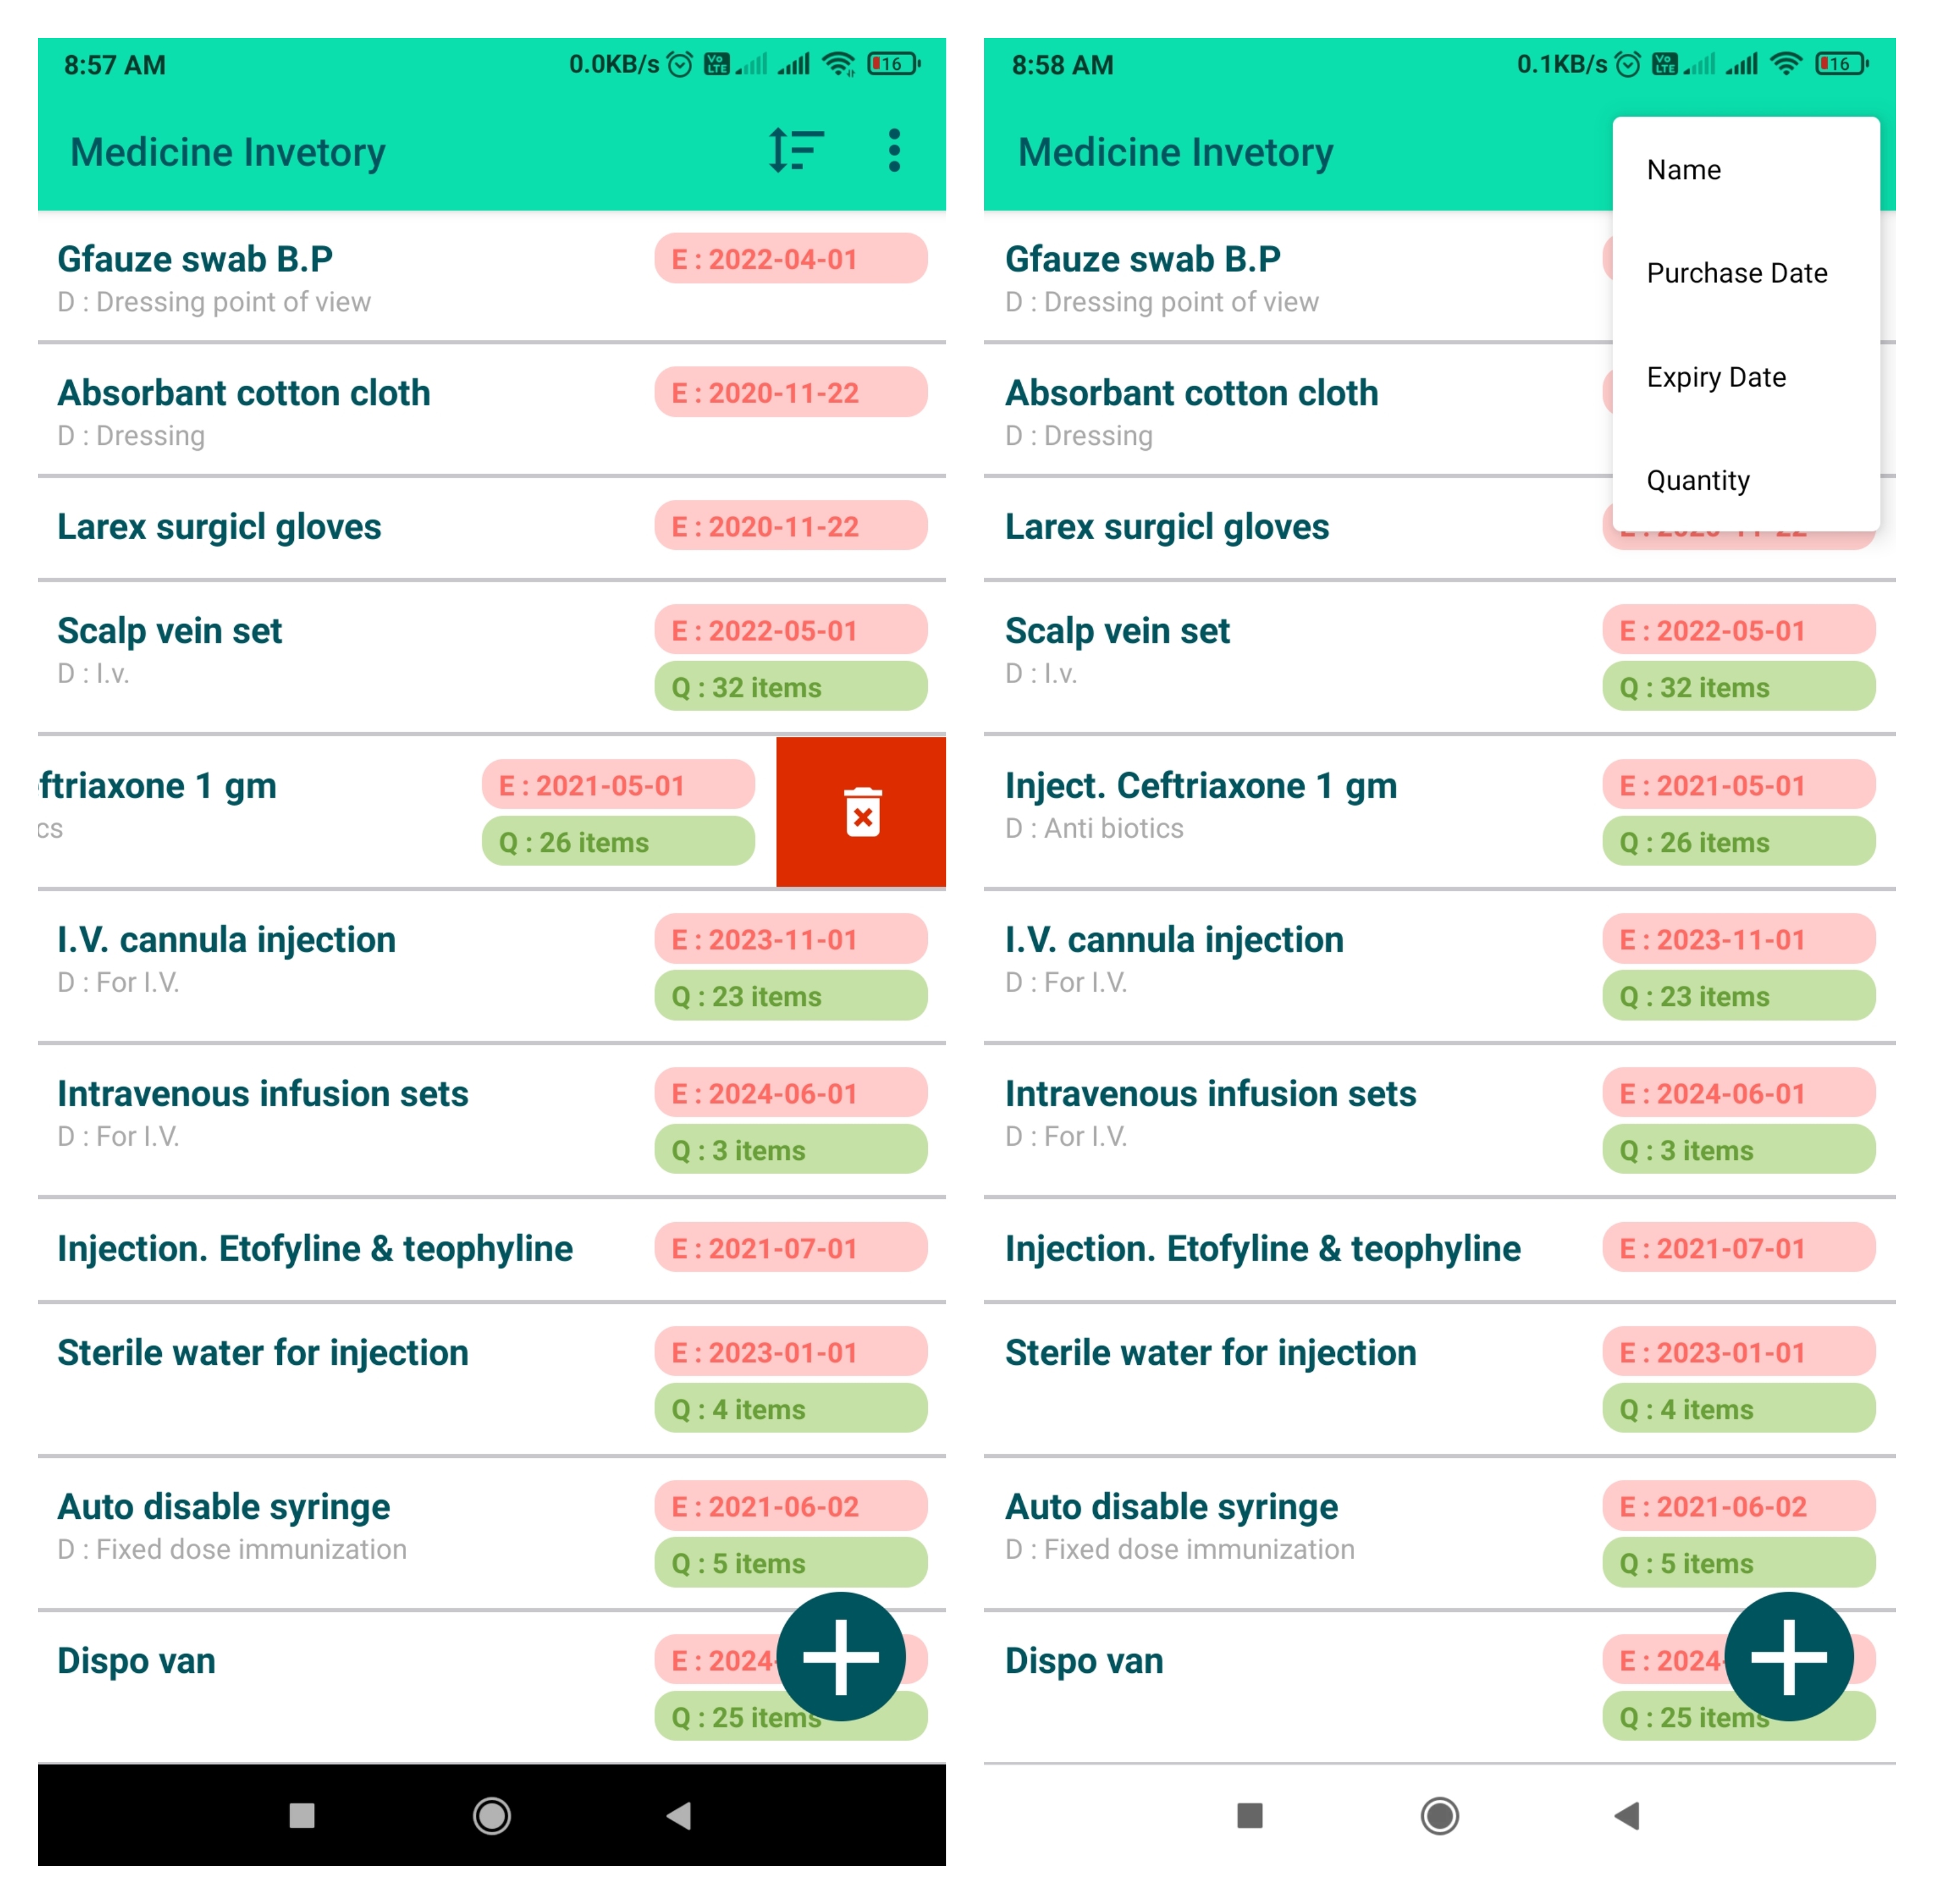 8:57 AM
0.0KB/s
Vo LTE
16
Medicine Invetory
Gfauze swab B.P
E : 2022-04-01
D : Dressing point of view
Absorbant cotton cloth
E : 2020-11-22
D : Dressing
Larex surgicl gloves
E : 2020-11-22
Scalp vein set
E : 2022-05-01
D : I.v.
Q : 32 items
ftriaxone 1 gm
E : 2021-05-01
cs
Q : 26 items
I.V. cannula injection
E : 2023-11-01
D : For I.V.
Q : 23 items
Intravenous infusion sets
E : 2024-06-01
D : For I.V.
Q : 3 items
Injection. Etofyline & teophyline
E : 2021-07-01
Sterile water for injection
E : 2023-01-01
Q : 4 items
Auto disable syringe
E : 2021-06-02
D : Fixed dose immunization
Q : 5 items
Dispo van
E : 2024-
Q : 25 items
8:58 AM
0.1KB/s
Vo LTE
16
Medicine Invetory
Name
Purchase Date
Expiry Date
Quantity
Gfauze swab B.P
D : Dressing point of view
Absorbant cotton cloth
D : Dressing
Larex surgicl gloves
E : 2020-11-22
Scalp vein set
E : 2022-05-01
D : I.v.
Q : 32 items
Inject. Ceftriaxone 1 gm
E : 2021-05-01
D : Anti biotics
Q : 26 items
I.V. cannula injection
E : 2023-11-01
D : For I.V.
Q : 23 items
Intravenous infusion sets
E : 2024-06-01
D : For I.V.
Q : 3 items
Injection. Etofyline & teophyline
E : 2021-07-01
Sterile water for injection
E : 2023-01-01
Q : 4 items
Auto disable syringe
E : 2021-06-02
D : Fixed dose immunization
Q : 5 items
Dispo van
E : 2024-
Q : 25 items